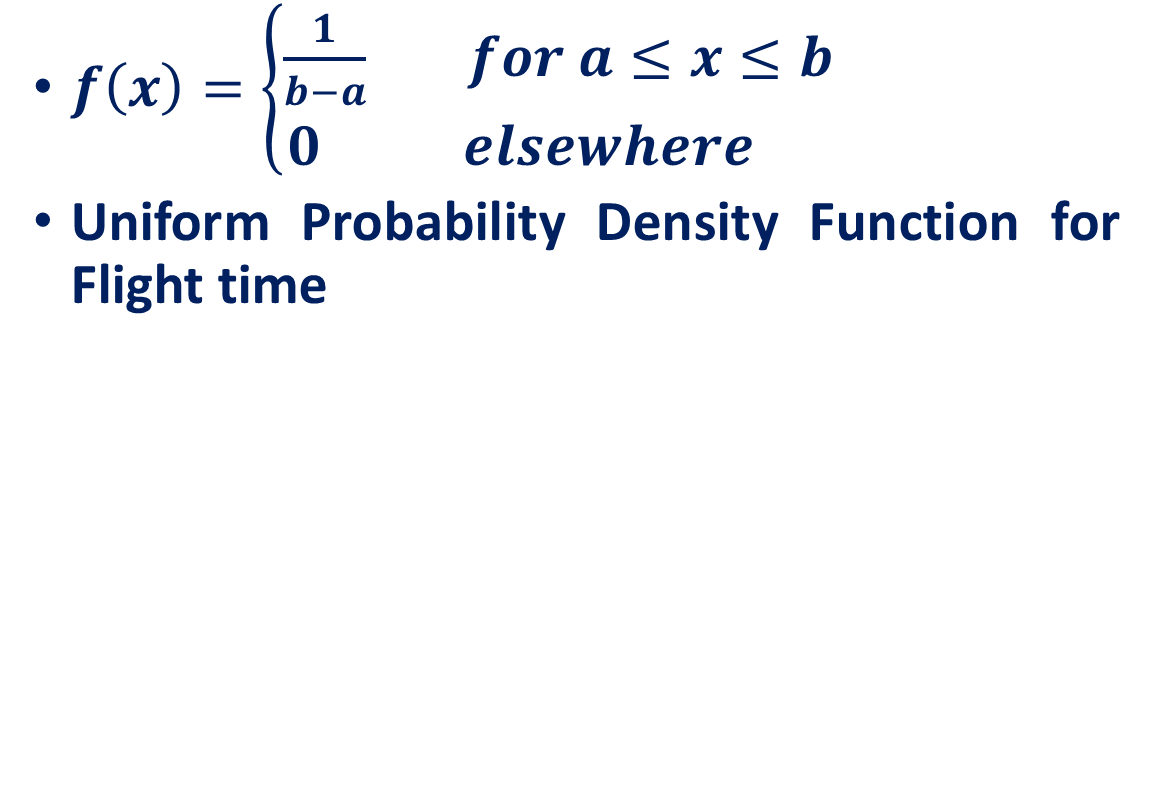 • f(x) = { 1/(b−a) for a ≤ x ≤ b
0 elsewhere
• Uniform Probability Density Function for
Flight time